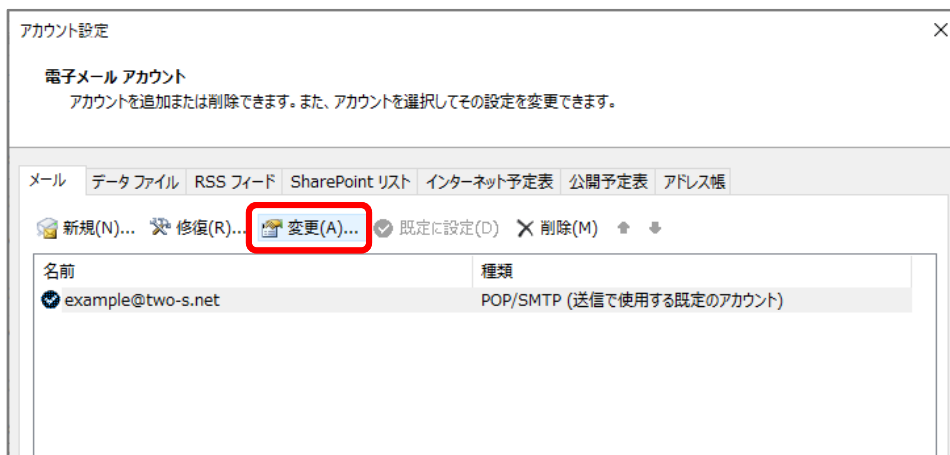 アカウント設定
電子メール アカウント
アカウントを追加または削除できます。また、アカウントを選択してその設定を変更できます。
メール データ ファイル RSS フィード SharePoint リスト インターネット予定表 公開予定表 アドレス帳
新規(N)... 修復(R)... 変更(A)... 既定に設定(D) 削除(M)
名前 種類
example@two-s.net POP/SMTP (送信で使用する既定のアカウント)